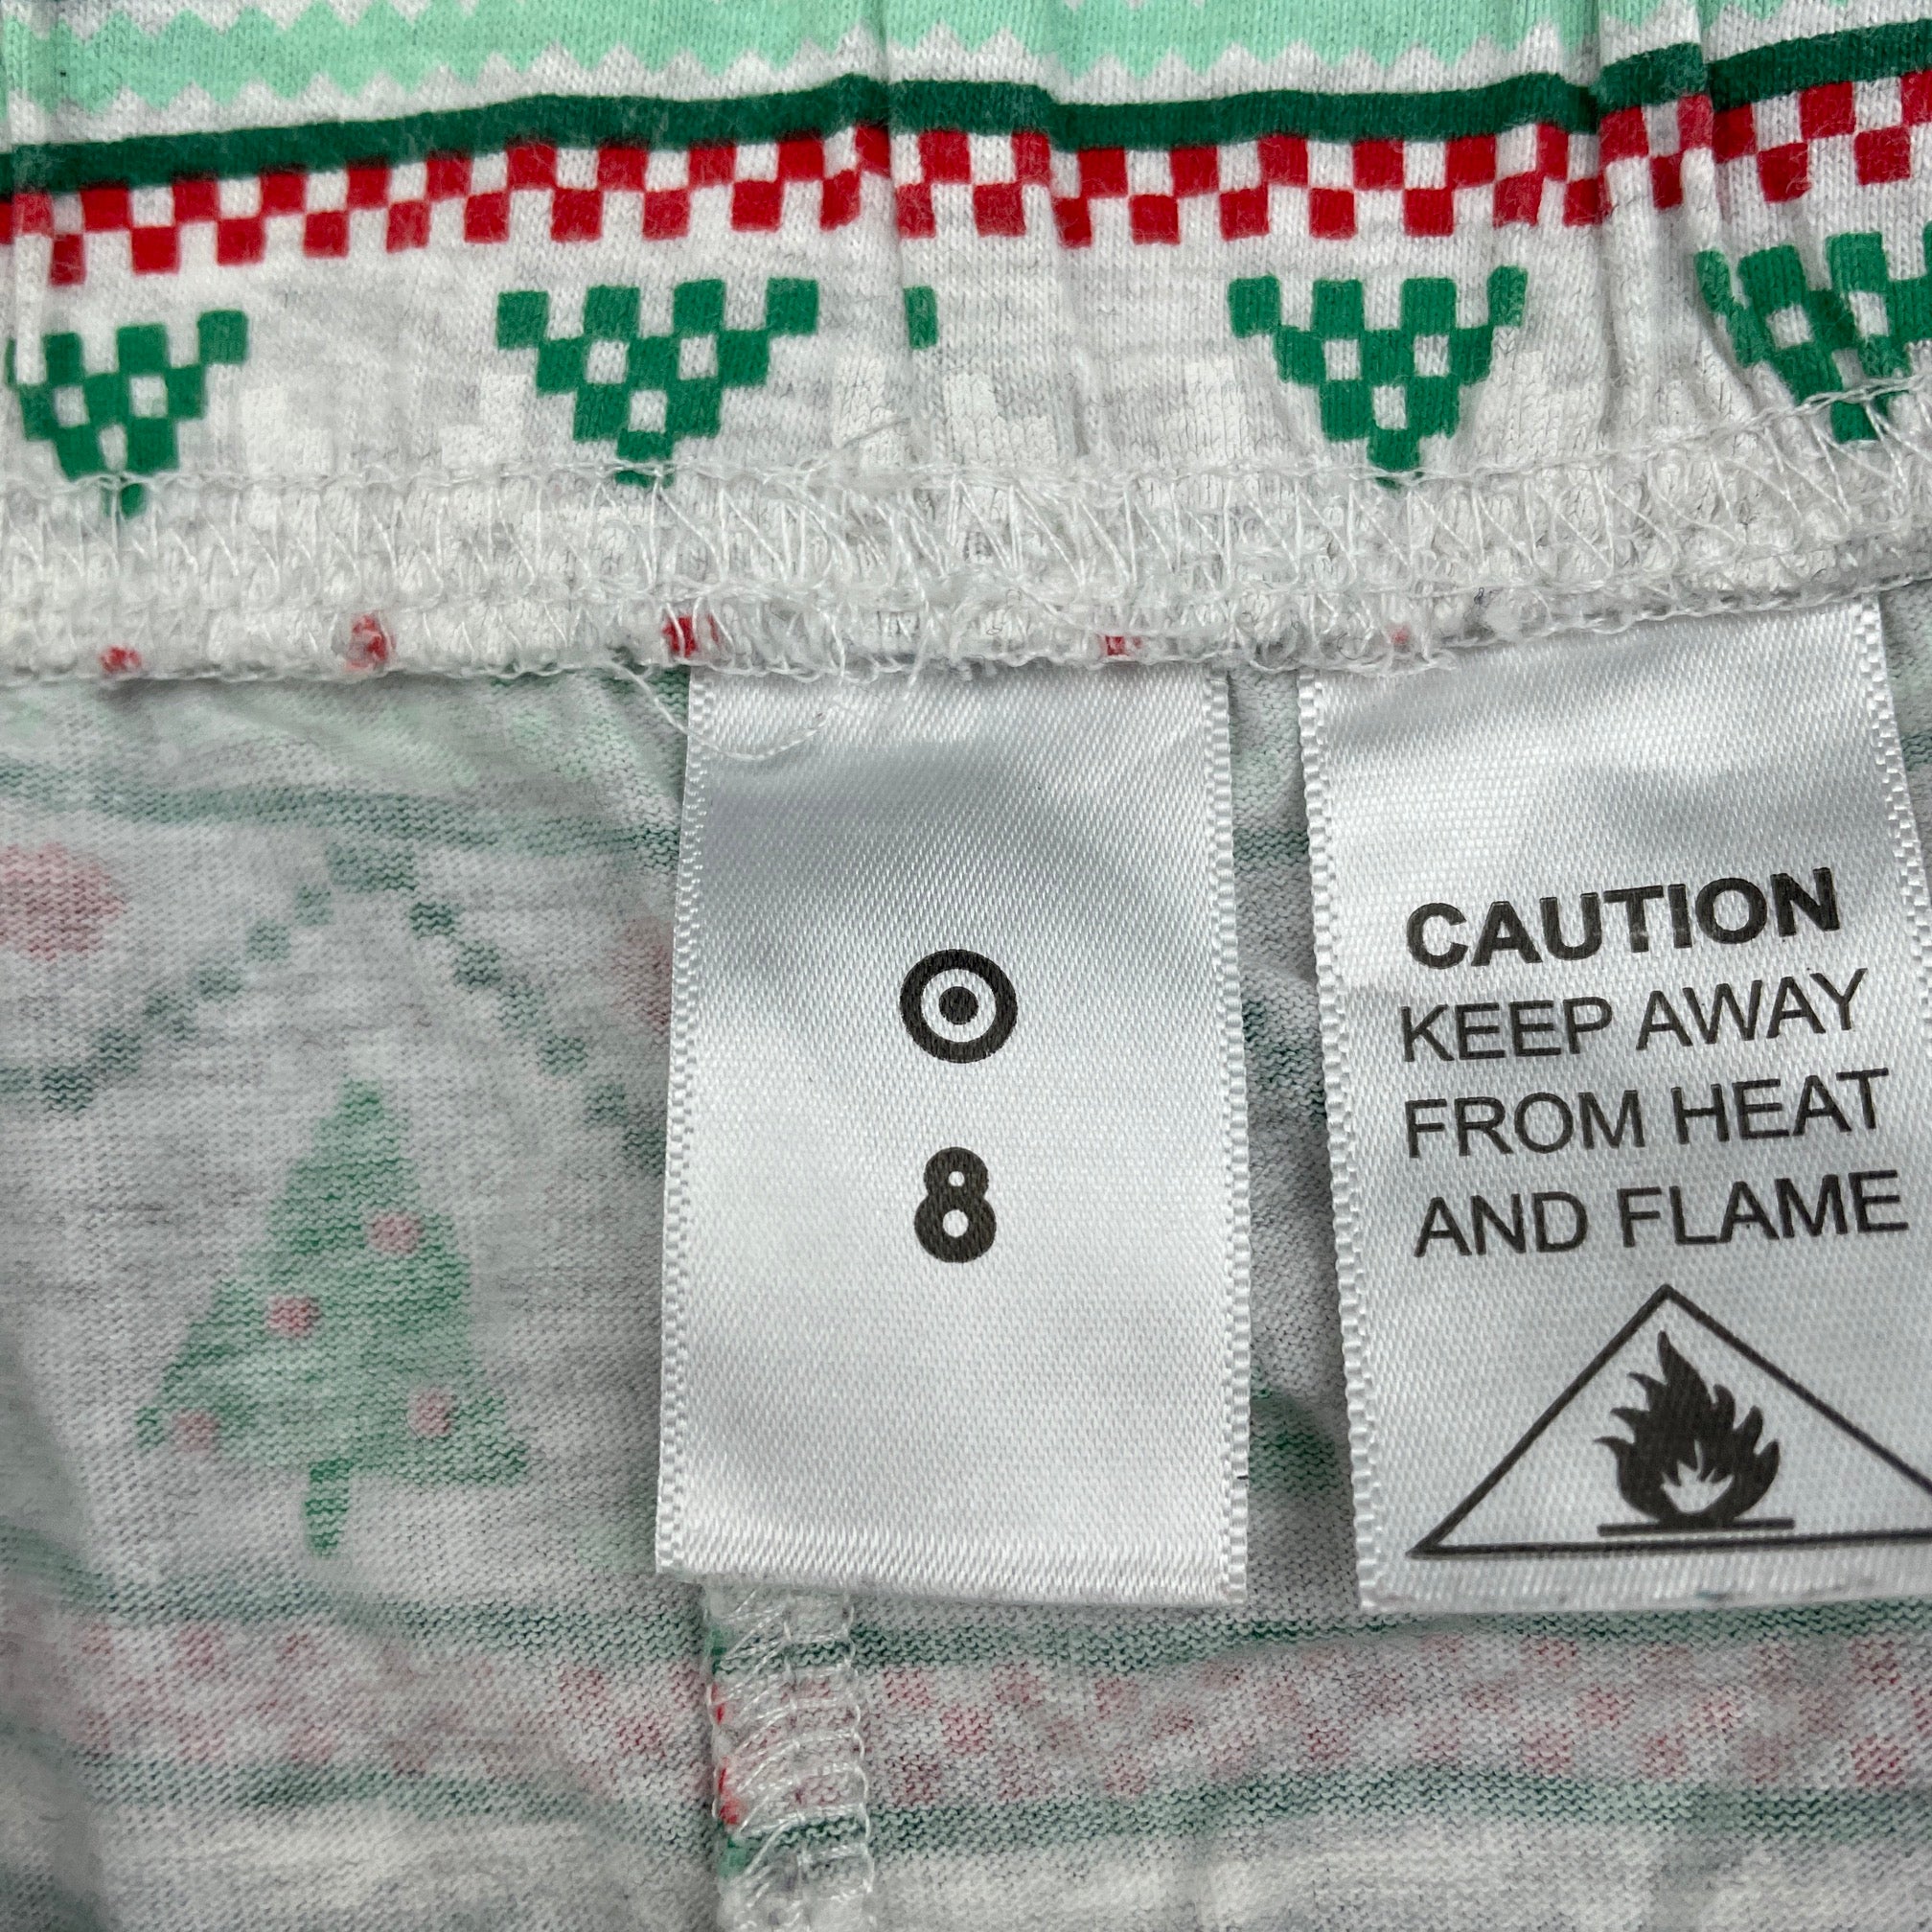 8
CAUTION
KEEP AWAY
FROM HEAT
AND FLAME